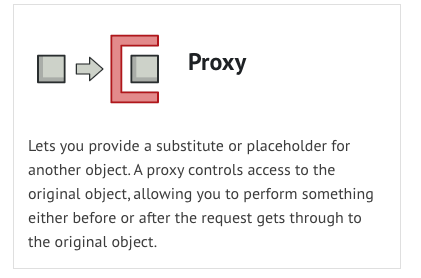 Proxy
Lets you provide a substitute or placeholder for
another object. A proxy controls access to the
original object, allowing you to perform something
either before or after the request gets through to
the original object.